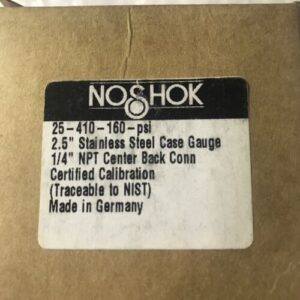 NOSHOK
25-410-160-psi
2.5" Stainless Steel Case Gauge
1/4" NPT Center Back Conn
Certified Calibration
(Traceable to NIST)
Made in Germany